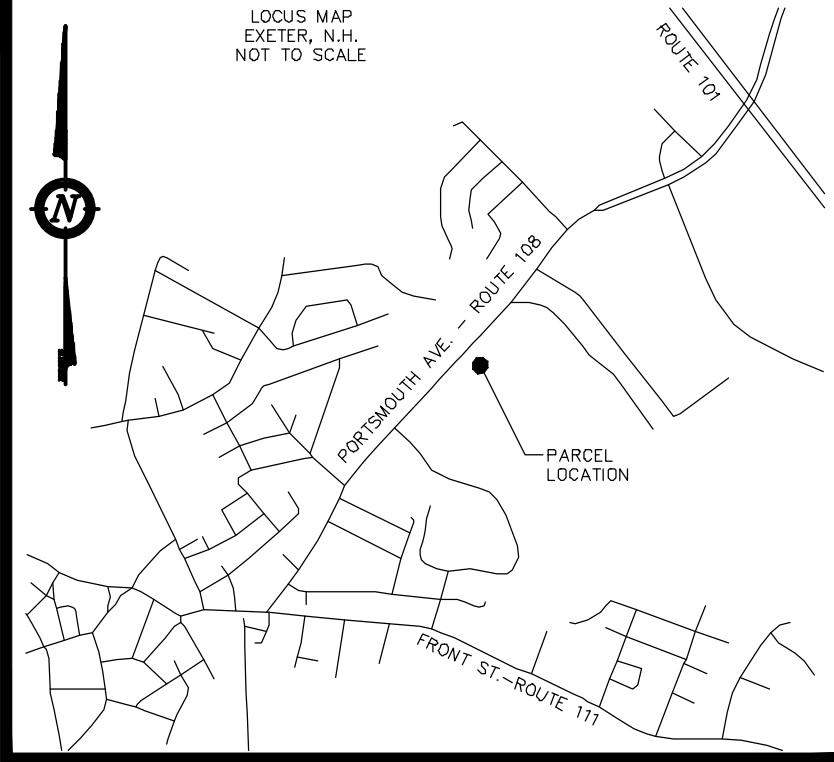 LOCUS MAP
EXETER, N.H.
NOT TO SCALE
ROUTE 101
N
PORTSMOUTH AVE. - ROUTE 108
PARCEL
LOCATION
FRONT ST.-ROUTE 111